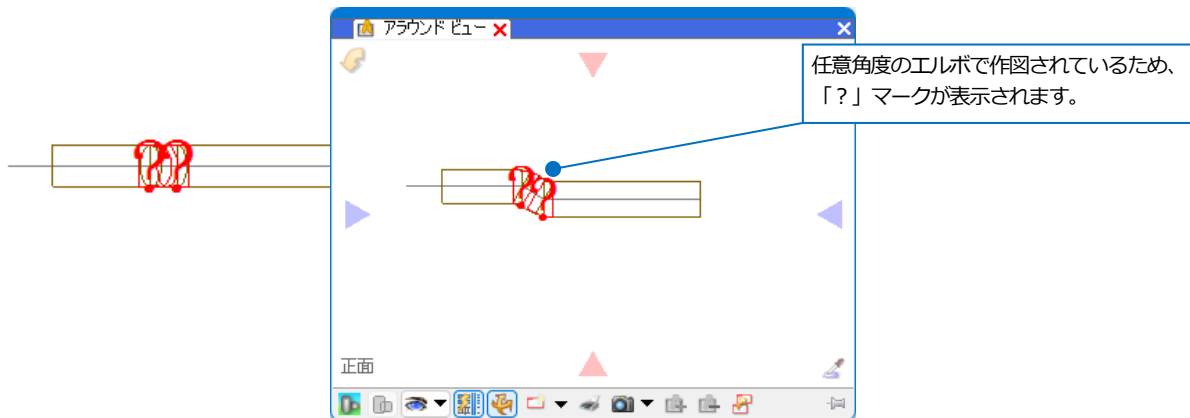 アラウンド ビュー
任意角度のエルボで作図されているため、
「？」マークが表示されます。
??
??
正面